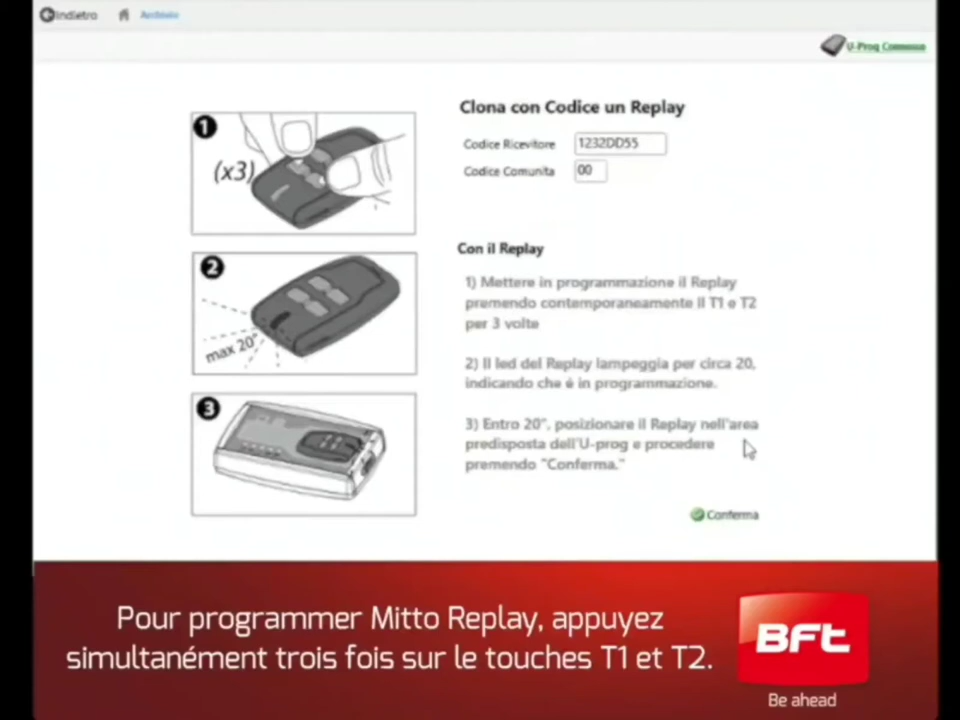 Indietro
Archivio
U-Prog Connesso
Clona con Codice un Replay
Codice Ricevitore 1232DD55
Codice Comunita 00
1
(x3)
Con il Replay
2
max 20"
1) Mettere in programmazione il Replay
premendo contemporaneamente il T1 e T2
per 3 volte
2) Il led del Replay lampeggia per circa 20,
indicando che è in programmazione.
3
3) Entro 20", posizionare il Replay nell'area
predisposta dell'U-prog e procedere
premendo "Conferma."
Conferma
Pour programmer Mitto Replay, appuyez
simultanément trois fois sur le touches T1 et T2.
BFt
Be ahead